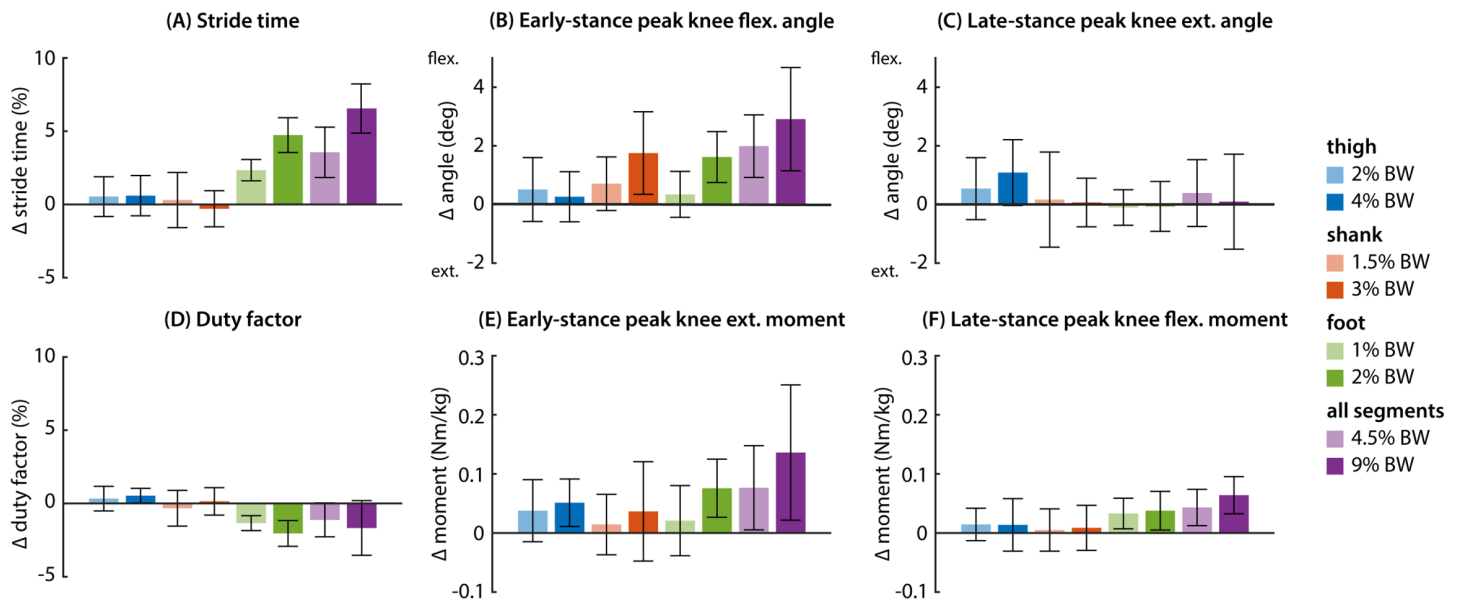 (A) Stride time
Δ stride time (%)
10
5
0
-5
(B) Early-stance peak knee flex. angle
flex.
Δ angle (deg)
4
2
0
-2
ext.
(C) Late-stance peak knee ext. angle
flex.
Δ angle (deg)
4
2
0
-2
ext.
(D) Duty factor
Δ duty factor (%)
10
5
0
-5
(E) Early-stance peak knee ext. moment
Δ moment (Nm/kg)
0.3
0.2
0.1
0
-0.1
(F) Late-stance peak knee flex. moment
Δ moment (Nm/kg)
0.3
0.2
0.1
0
-0.1
thigh
2% BW
4% BW
shank
1.5% BW
3% BW
foot
1% BW
2% BW
all segments
4.5% BW
9% BW